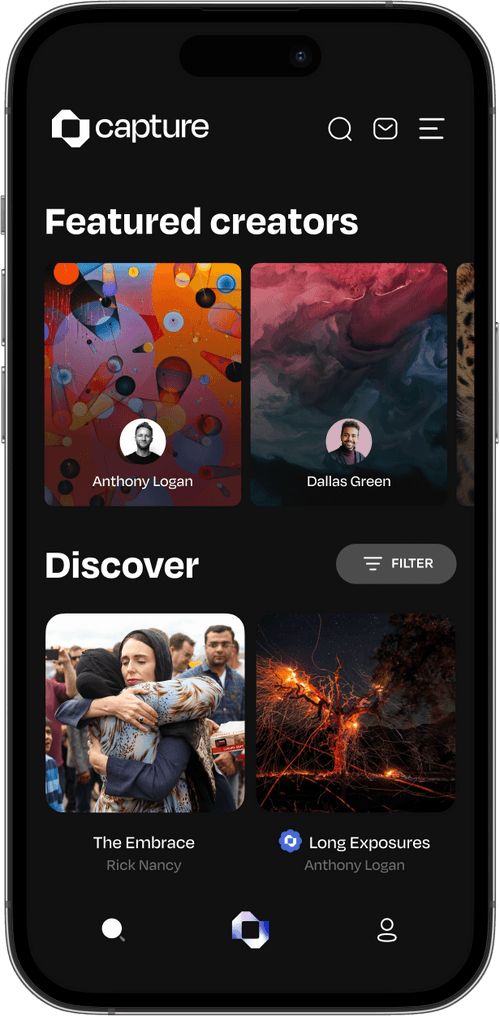 capture
Featured creators
Anthony Logan
Dallas Green
Discover
FILTER
The Embrace
Rick Nancy
Long Exposures
Anthony Logan